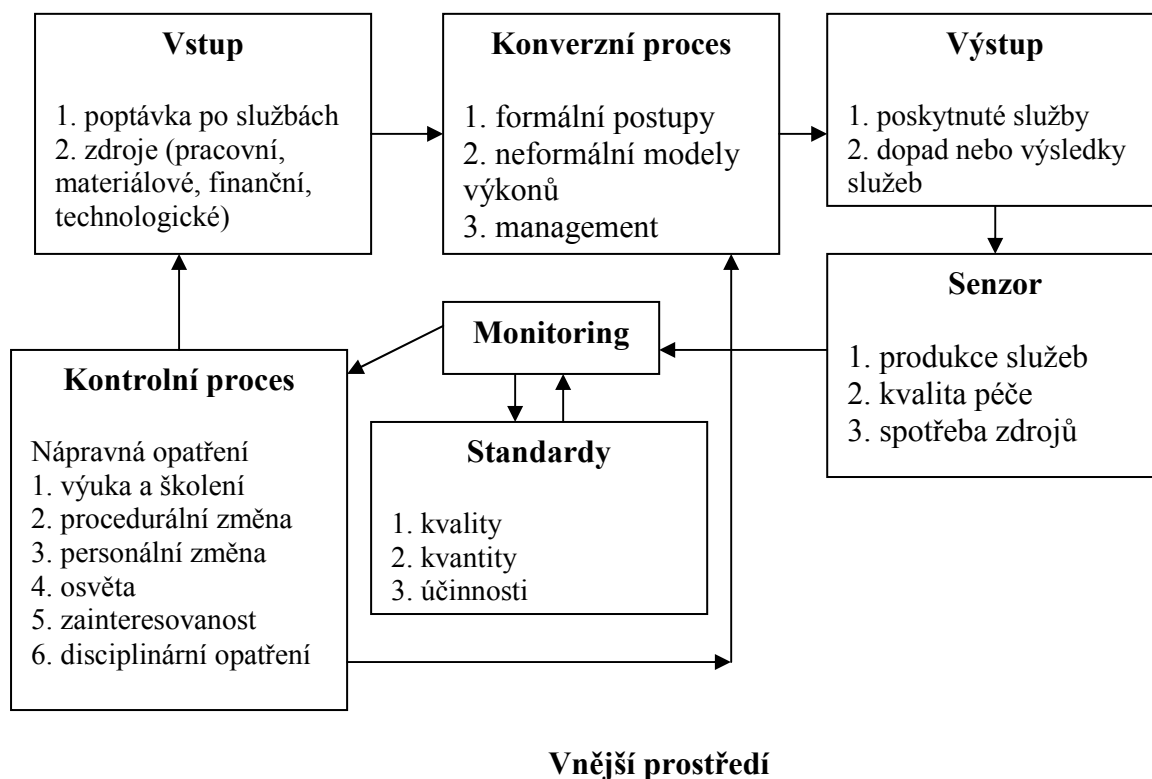 Vstup
1. poptávka po službách
2. zdroje (pracovní,
materiálové, finanční,
technologické)
Konverzní proces
1. formální postupy
2. neformální modely
výkonů
3. management
Výstup
1. poskytnuté služby
2. dopad nebo výsledky
služeb
Senzor
1. produkce služeb
2. kvalita péče
3. spotřeba zdrojů
Monitoring
Standardy
1. kvality
2. kvantity
3. účinnosti
Kontrolní proces
Nápravná opatření
1. výuka a školení
2. procedurální změna
3. personální změna
4. osvěta
5. zainteresovanost
6. disciplinární opatření
Vnější prostředí